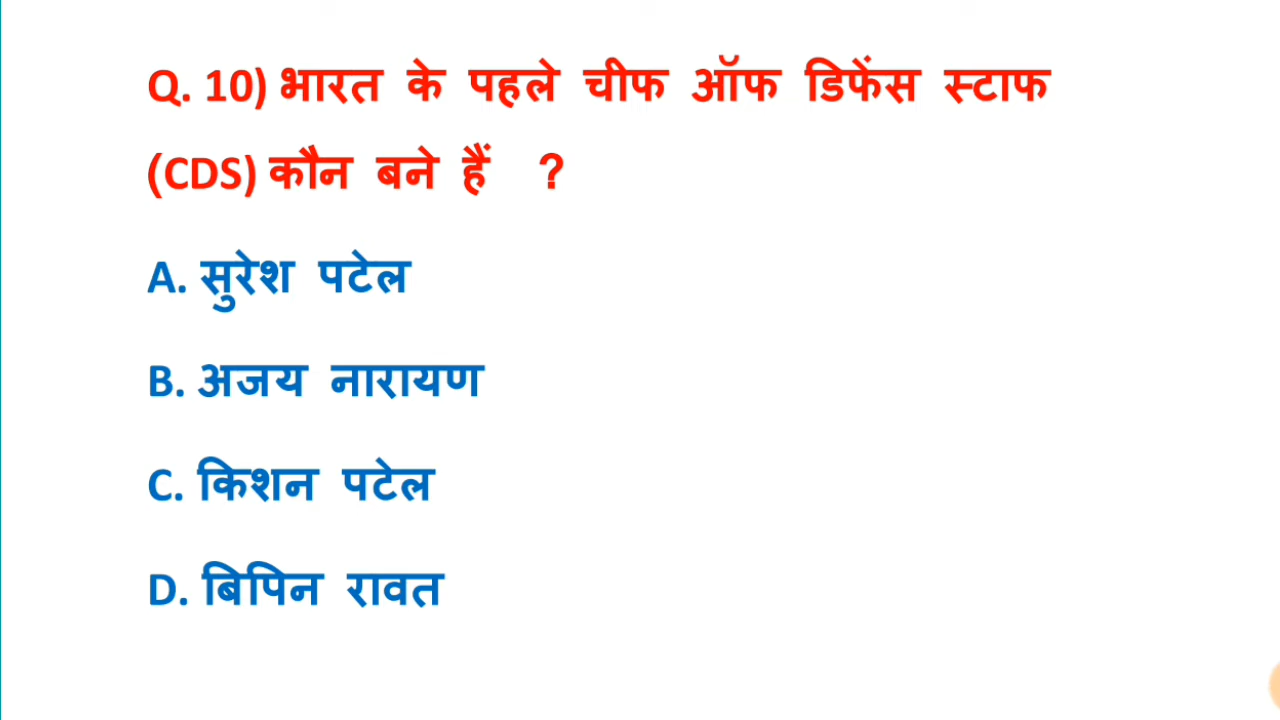 Q. 10) भारत के पहले चीफ ऑफ डिफेंस स्टाफ
(CDS) कौन बने हैं ?
A. सुरेश पटेल
B. अजय नारायण
C. किशन पटेल
D. बिपिन रावत